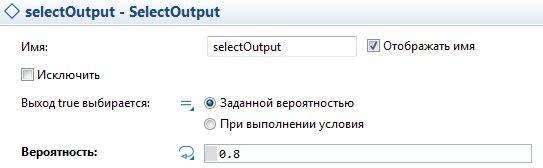 selectOutput - SelectOutput
Имя: selectOutput Отображать имя
Исключить
Выход true выбирается: Заданной вероятностью
При выполнении условия
Вероятность: 0.8